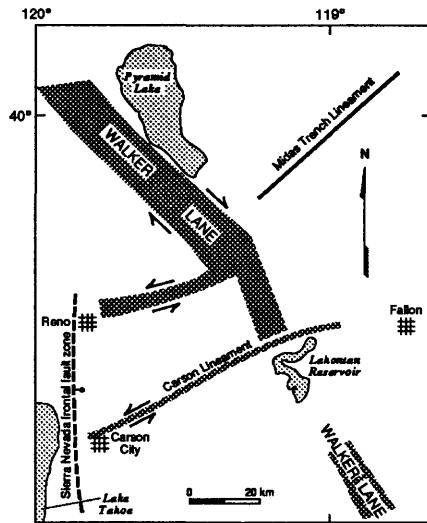 120°
119°
40°
Pyramid
Lake
Midas Trench Lineament
WALKER
LANE
N
Reno
Fallon
Carson Lineament
Lahontan
Reservoir
Sierra Nevada frontal fault zone
Carson
City
WALKER LANE
Lake
Tahoe
0
20 km